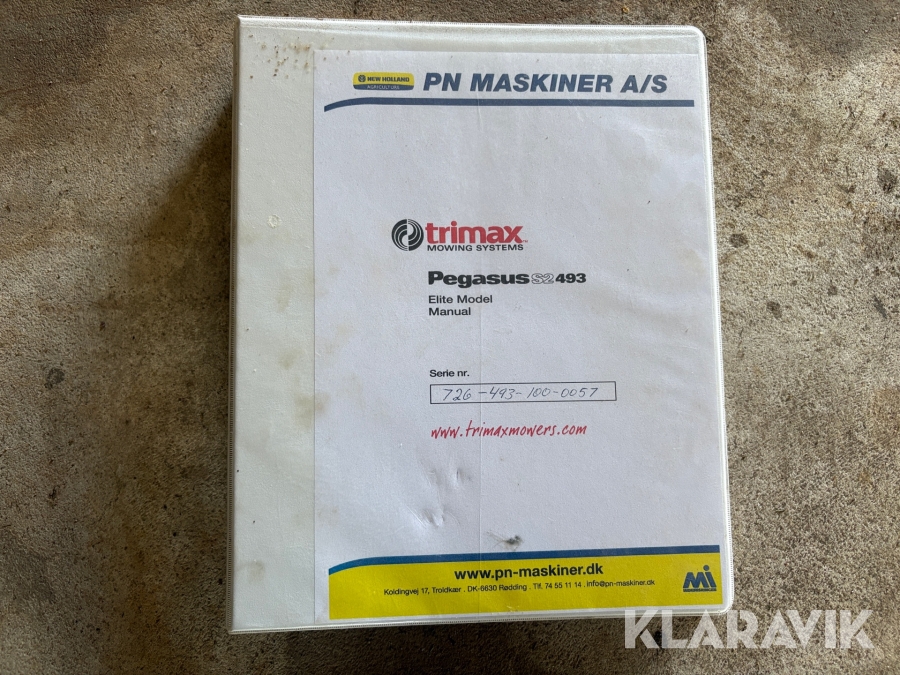 NEW HOLLAND
AGRICULTURE
PN MASKINER A/S
trimax
MOWING SYSTEMS
Pegasus S2 493
Elite Model
Manual
Serie nr.
726-493-100-0057
www.trimaxmowers.com
www.pn-maskiner.dk
Koldingvej 17, Troldkær . DK-6630 Rødding . Tlf. 74 55 11 14 . info@pn-maskiner.dk
Mi
KLARAVIK